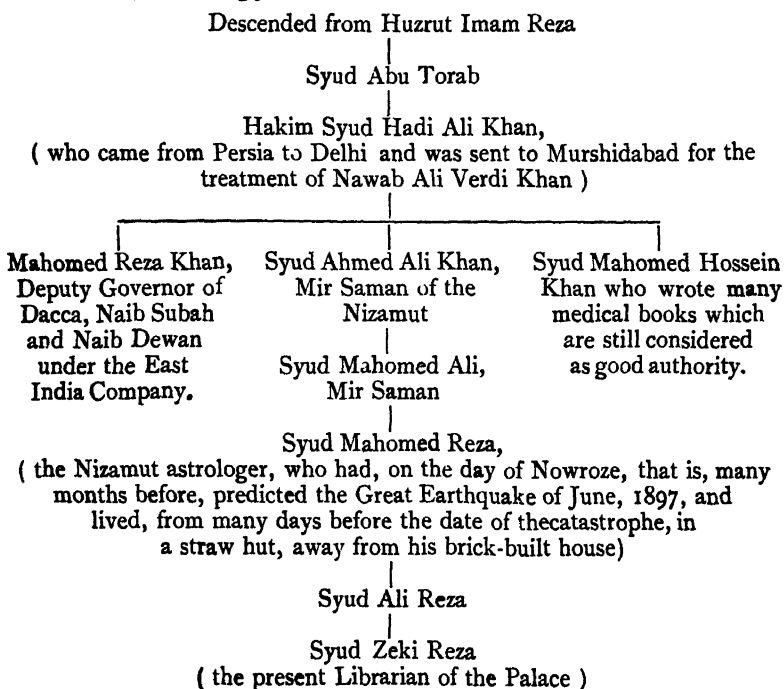 Descended from Huzrut Imam Reza
Syud Abu Torab
Hakim Syud Hadi Ali Khan,
( who came from Persia to Delhi and was sent to Murshidabad for the
treatment of Nawab Ali Verdi Khan )
Mahomed Reza Khan,
Deputy Governor of
Dacca, Naib Subah
and Naib Dewan
under the East
India Company.
Syud Ahmed Ali Khan,
Mir Saman of the
Nizamut
Syud Mahomed Ali,
Mir Saman
Syud Mahomed Hossein
Khan who wrote many
medical books which
are still considered
as good authority.
Syud Mahomed Reza,
( the Nizamut astrologer, who had, on the day of Nowroze, that is, many
months before, predicted the Great Earthquake of June, 1897, and
lived, from many days before the date of thecatastrophe, in
a straw hut, away from his brick-built house)
Syud Ali Reza
Syud Zeki Reza
( the present Librarian of the Palace )